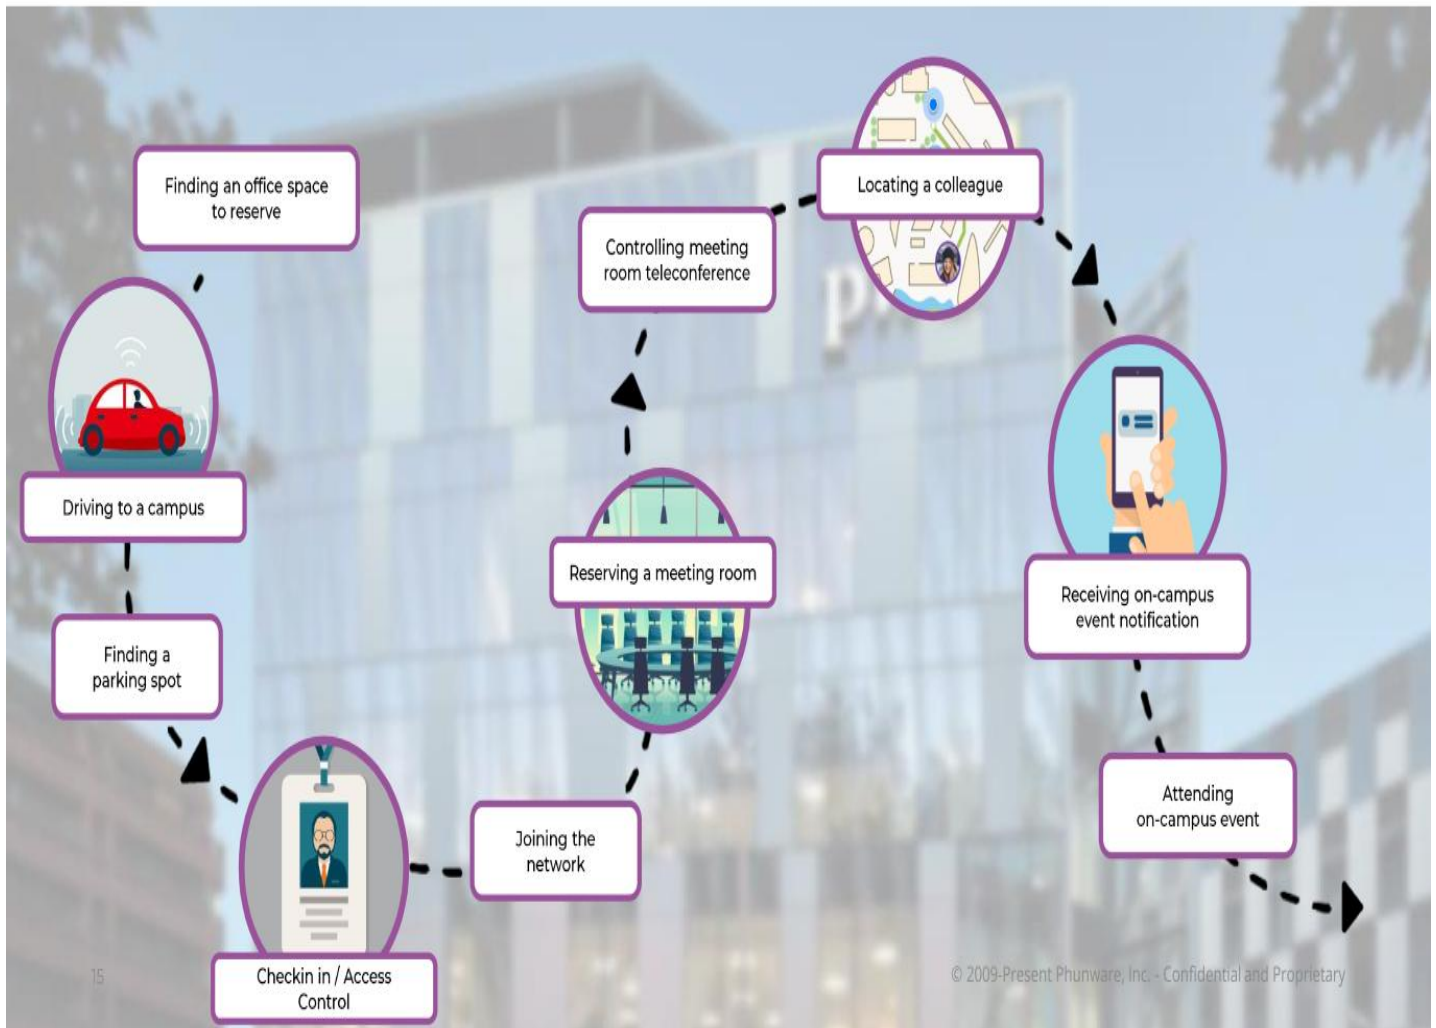 Finding an office space
to reserve
Driving to a campus
Finding a
parking spot
Checkin in / Access
Control
Joining the
network
Reserving a meeting room
Controlling meeting
room teleconference
Locating a colleague
Receiving on-campus
event notification
Attending
on-campus event
15
© 2009-Present Phunware, Inc. - Confidential and Proprietary